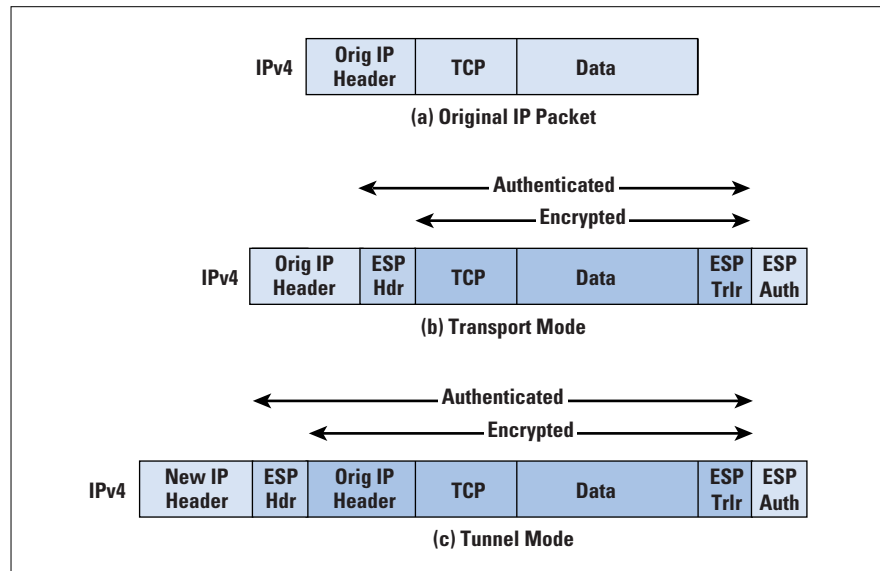 IPv4 Orig IP Header TCP Data
(a) Original IP Packet
Authenticated
Encrypted
IPv4 Orig IP Header ESP Hdr TCP Data ESP Trlr ESP Auth
(b) Transport Mode
Authenticated
Encrypted
IPv4 New IP Header ESP Hdr Orig IP Header TCP Data ESP Trlr ESP Auth
(c) Tunnel Mode